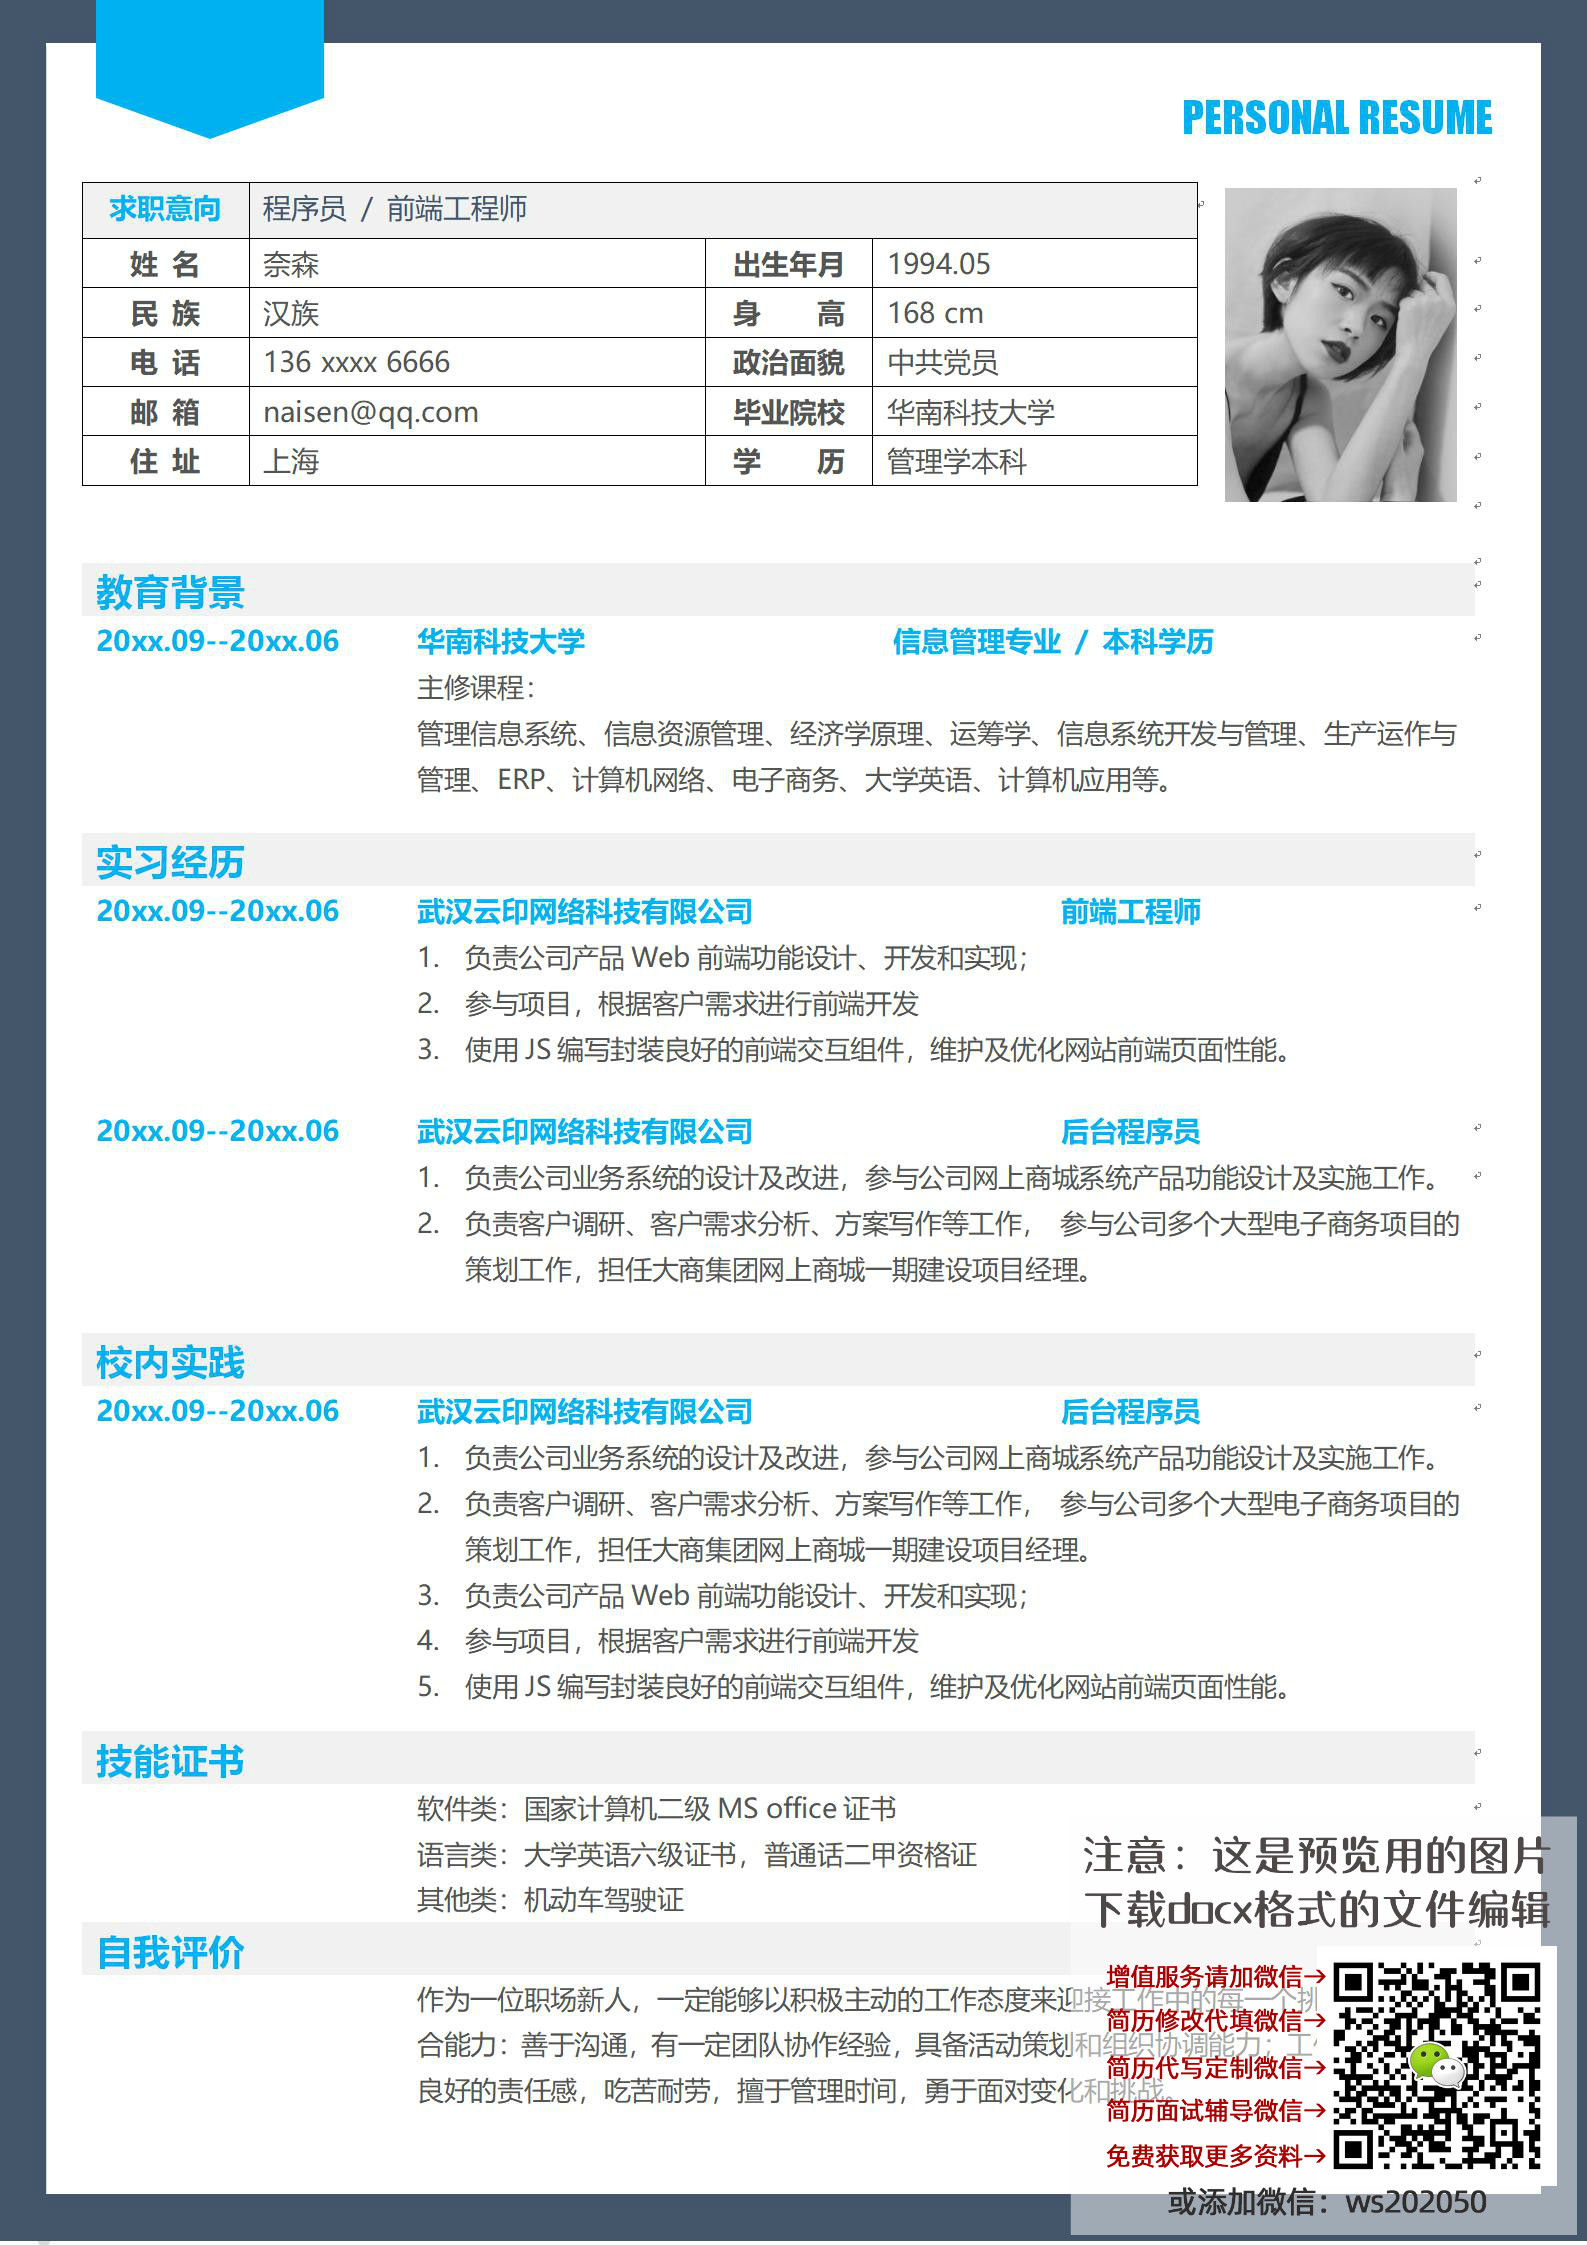 PERSONAL RESUME
求职意向 程序员 / 前端工程师
姓 名 奈森 出生年月 1994.05
民 族 汉族 身 高 168 cm
电 话 136 xxxx 6666 政治面貌 中共党员
邮 箱 naisen@qq.com 毕业院校 华南科技大学
住 址 上海 学 历 管理学本科
教育背景
20xx.09--20xx.06 华南科技大学 信息管理专业 / 本科学历
主修课程：
管理信息系统、信息资源管理、经济学原理、运筹学、信息系统开发与管理、生产运作与
管理、ERP、计算机网络、电子商务、大学英语、计算机应用等。
实习经历
20xx.09--20xx.06 武汉云印网络科技有限公司 前端工程师
1. 负责公司产品 Web 前端功能设计、开发和实现；
2. 参与项目，根据客户需求进行前端开发
3. 使用 JS 编写封装良好的前端交互组件，维护及优化网站前端页面性能。
20xx.09--20xx.06 武汉云印网络科技有限公司 后台程序员
1. 负责公司业务系统的设计及改进，参与公司网上商城系统产品功能设计及实施工作。
2. 负责客户调研、客户需求分析、方案写作等工作， 参与公司多个大型电子商务项目的
策划工作，担任大商集团网上商城一期建设项目经理。
校内实践
20xx.09--20xx.06 武汉云印网络科技有限公司 后台程序员
1. 负责公司业务系统的设计及改进，参与公司网上商城系统产品功能设计及实施工作。
2. 负责客户调研、客户需求分析、方案写作等工作， 参与公司多个大型电子商务项目的
策划工作，担任大商集团网上商城一期建设项目经理。
3. 负责公司产品 Web 前端功能设计、开发和实现；
4. 参与项目，根据客户需求进行前端开发
5. 使用 JS 编写封装良好的前端交互组件，维护及优化网站前端页面性能。
技能证书
软件类：国家计算机二级 MS office 证书
语言类：大学英语六级证书，普通话二甲资格证
其他类：机动车驾驶证
自我评价
作为一位职场新人，一定能够以积极主动的工作态度来迎接工作中的每一个挑
合能力：善于沟通，有一定团队协作经验，具备活动策划和组织协调能力；工
良好的责任感，吃苦耐劳，擅于管理时间，勇于面对变化和挑战。
注意：这是预览用的图片
下载docx格式的文件编辑
增值服务请加微信→
简历修改代填微信→
简历代写定制微信→
简历面试辅导微信→
免费获取更多资料→
或添加微信：ws202050